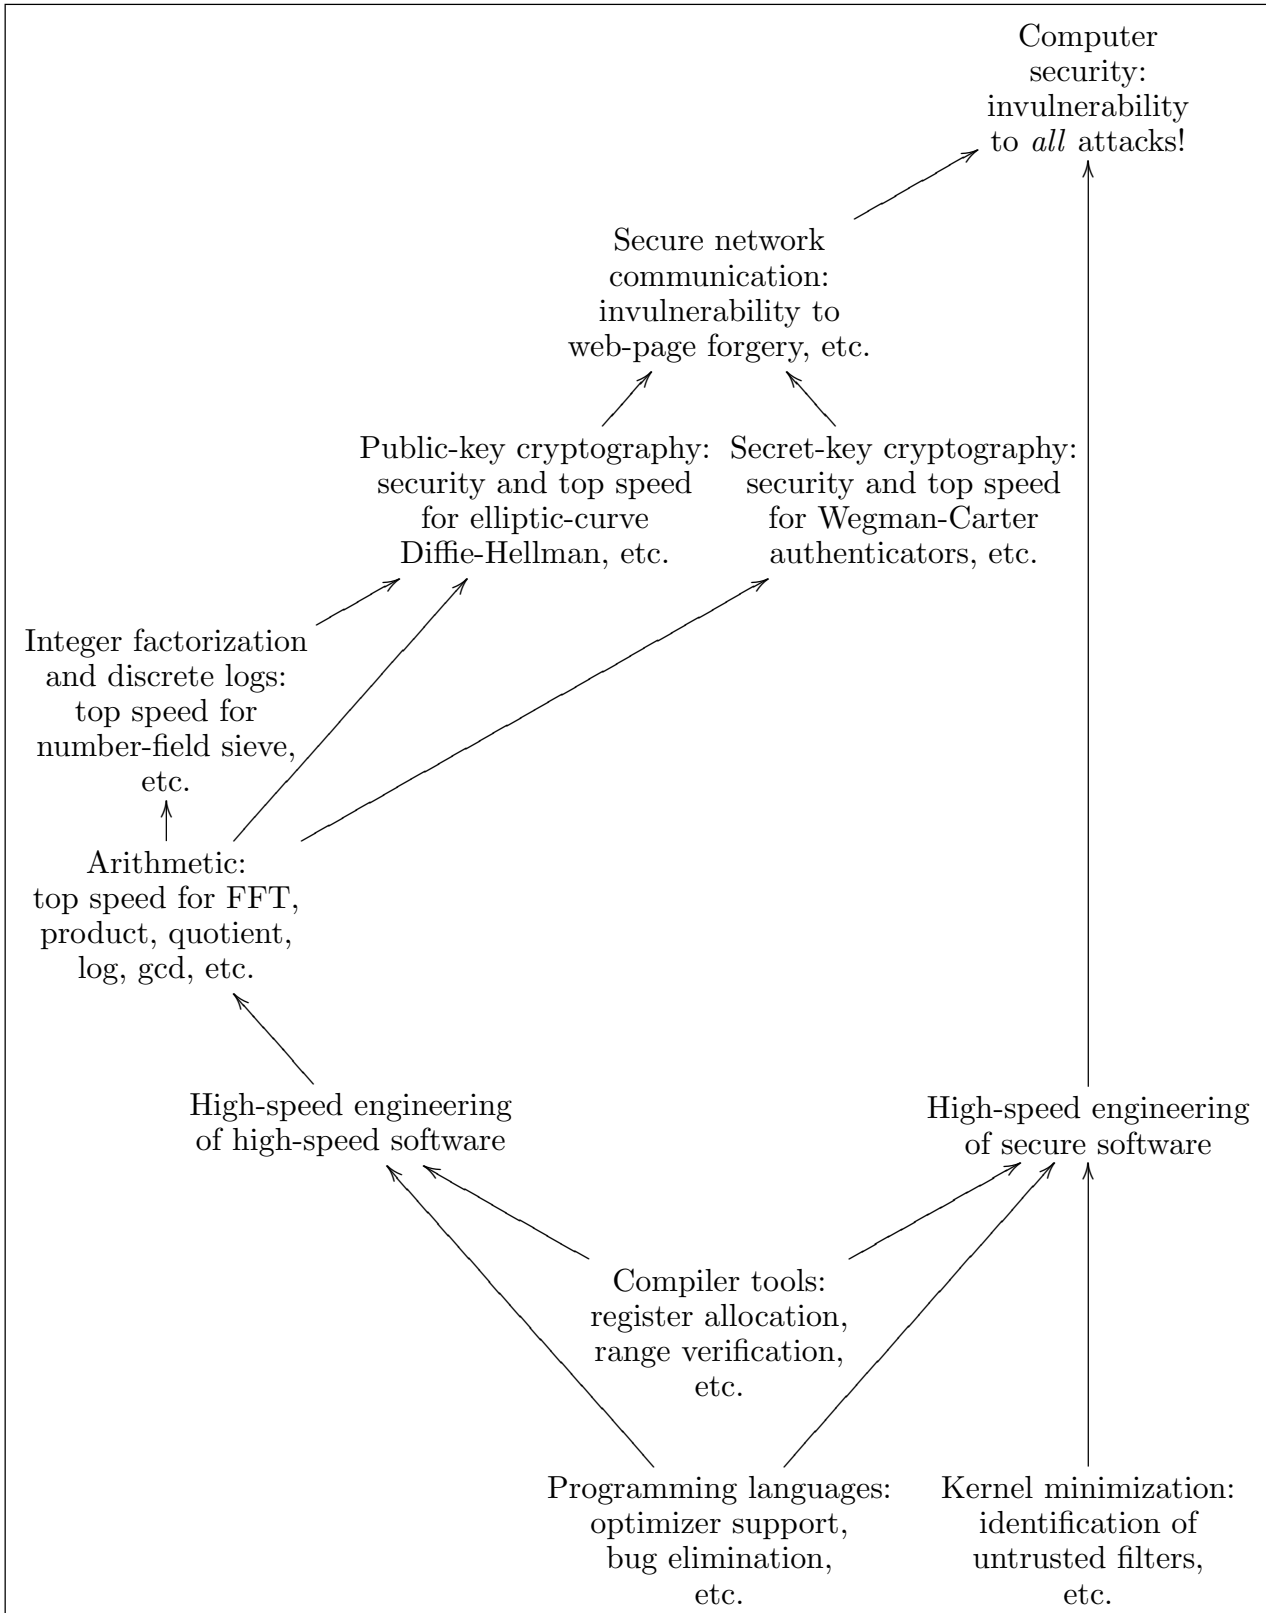 Computer
security:
invulnerability
to all attacks!
Secure network
communication:
invulnerability to
web-page forgery, etc.
Public-key cryptography:
security and top speed
for elliptic-curve
Diffie-Hellman, etc.
Secret-key cryptography:
security and top speed
for Wegman-Carter
authenticators, etc.
Integer factorization
and discrete logs:
top speed for
number-field sieve,
etc.
Arithmetic:
top speed for FFT,
product, quotient,
log, gcd, etc.
High-speed engineering
of high-speed software
High-speed engineering
of secure software
Compiler tools:
register allocation,
range verification,
etc.
Programming languages:
optimizer support,
bug elimination,
etc.
Kernel minimization:
identification of
untrusted filters,
etc.